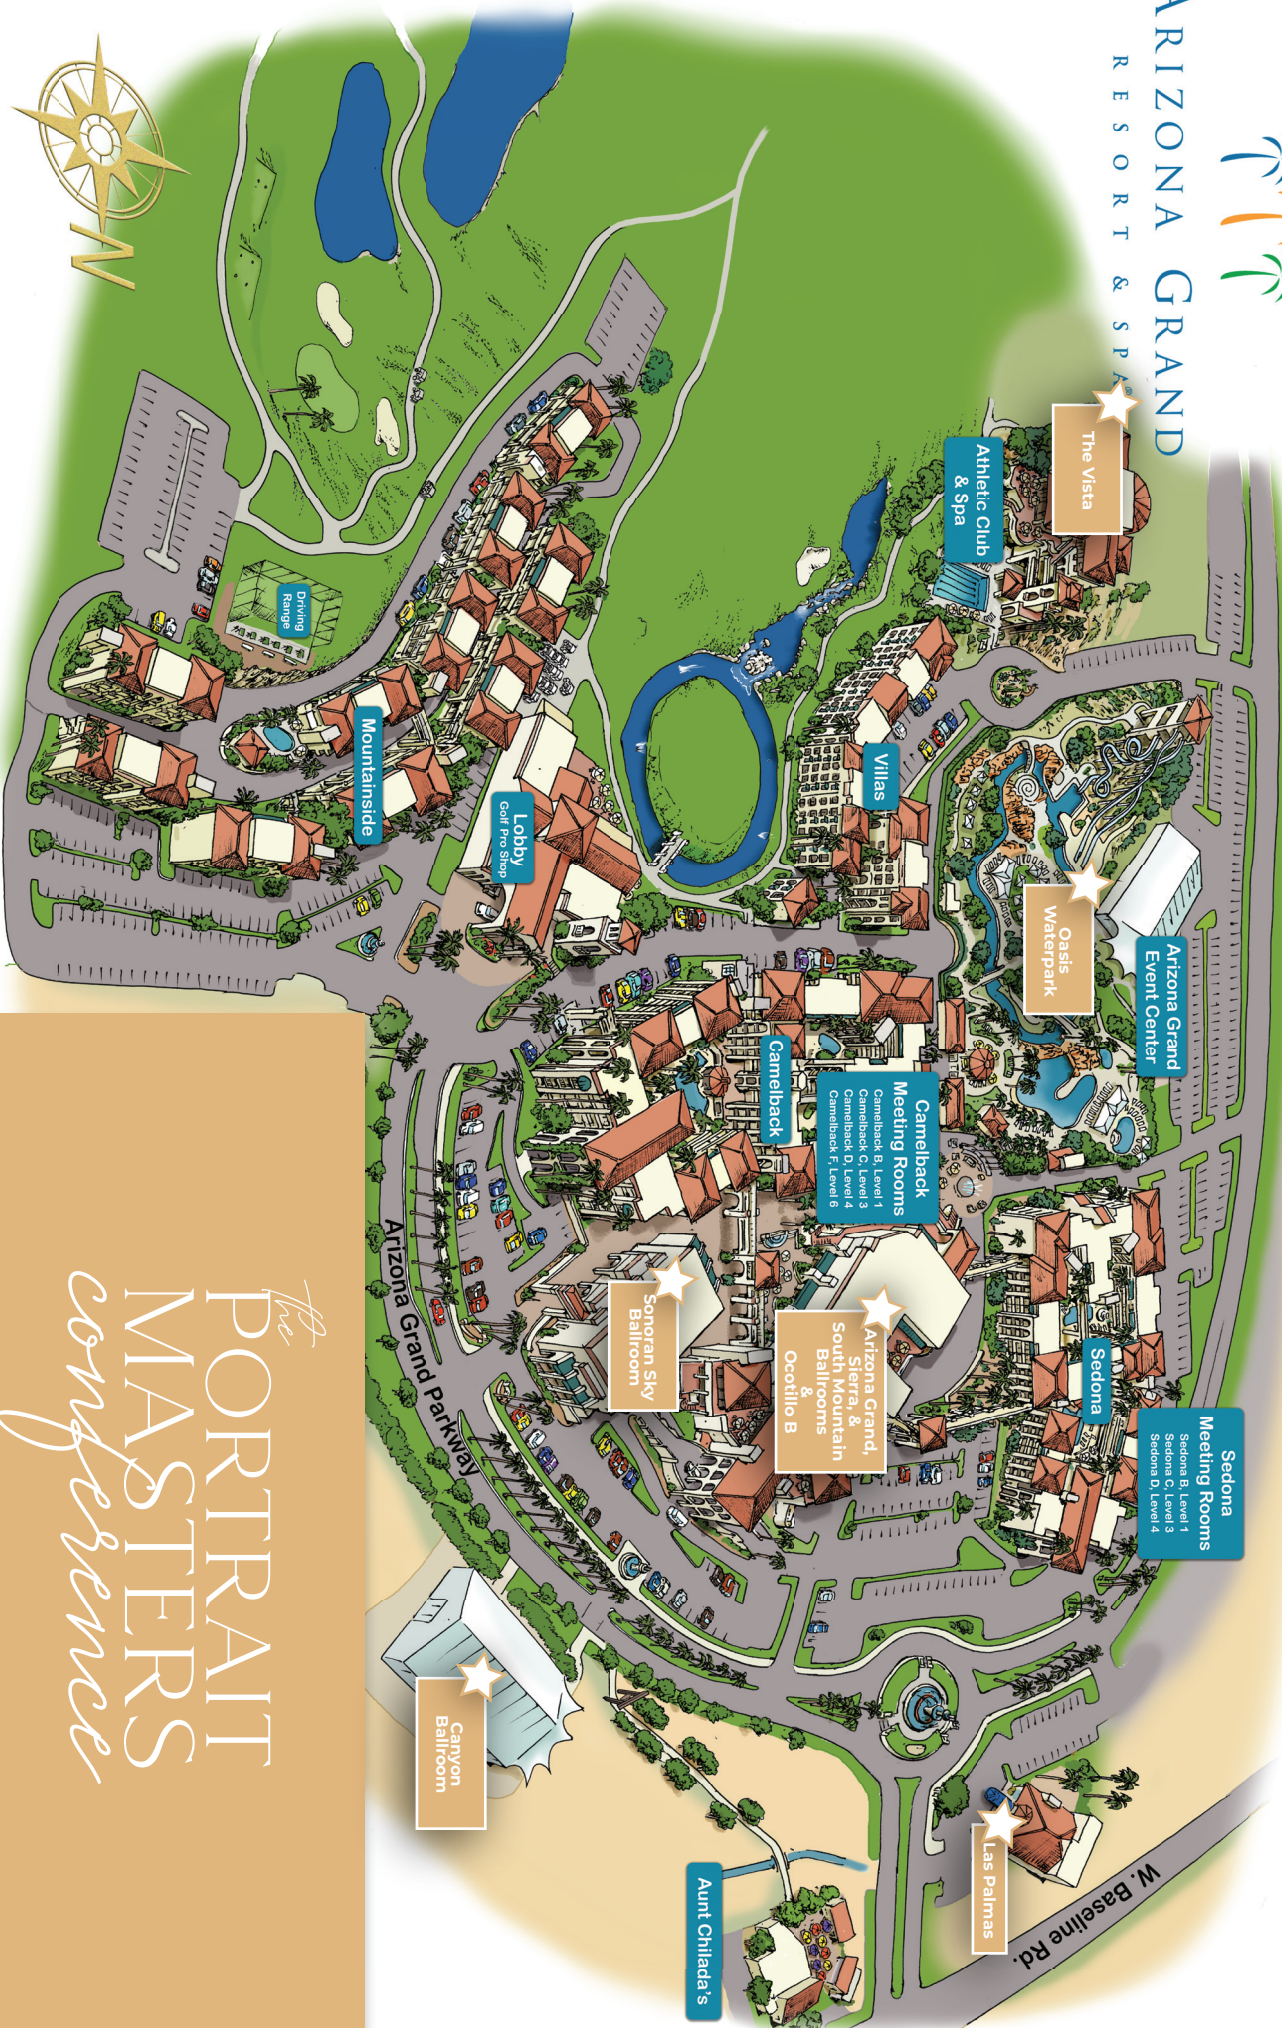 ARIZONA GRAND
RESORT & SPA®
N
The Vista
Athletic Club
& Spa
Villas
Oasis
Waterpark
Arizona Grand
Event Center
Driving
Range
Mountainside
Lobby
Golf Pro Shop
Camelback
Camelback
Meeting Rooms
Camelback B, Level 1
Camelback C, Level 3
Camelback D, Level 4
Camelback F, Level 6
Sedona
Sedona
Meeting Rooms
Sedona B, Level 1
Sedona C, Level 3
Sedona D, Level 4
Sonoran Sky
Ballroom
Arizona Grand,
Sierra, &
South Mountain
Ballrooms
&
Ocotillo B
Arizona Grand Parkway
Canyon
Ballroom
Las Palmas
W. Baseline Rd.
Aunt Chilada's
the
PORTRAIT
MASTERS
conference